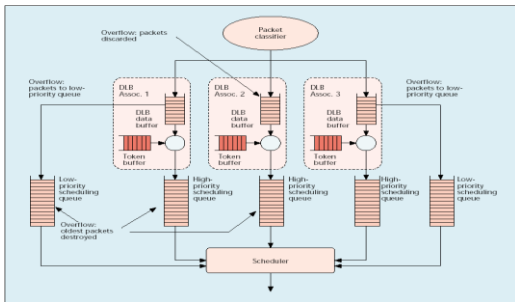 Overflow: packets
discarded
Packet
classifier
Overflow:
packets to low-
priority queue
Overflow:
packets to low-
priority queue
DLB
Assoc. 1
DLB
Assoc. 2
DLB
Assoc. 3
DLB
data
buffer
DLB
data
buffer
DLB
data
buffer
Token
buffer
Token
buffer
Token
buffer
Low-
priority
scheduling
queue
High-
priority
scheduling
queue
High-
priority
scheduling
queue
High-
priority
scheduling
queue
Low-
priority
scheduling
queue
Overflow:
oldest packets
destroyed
Scheduler